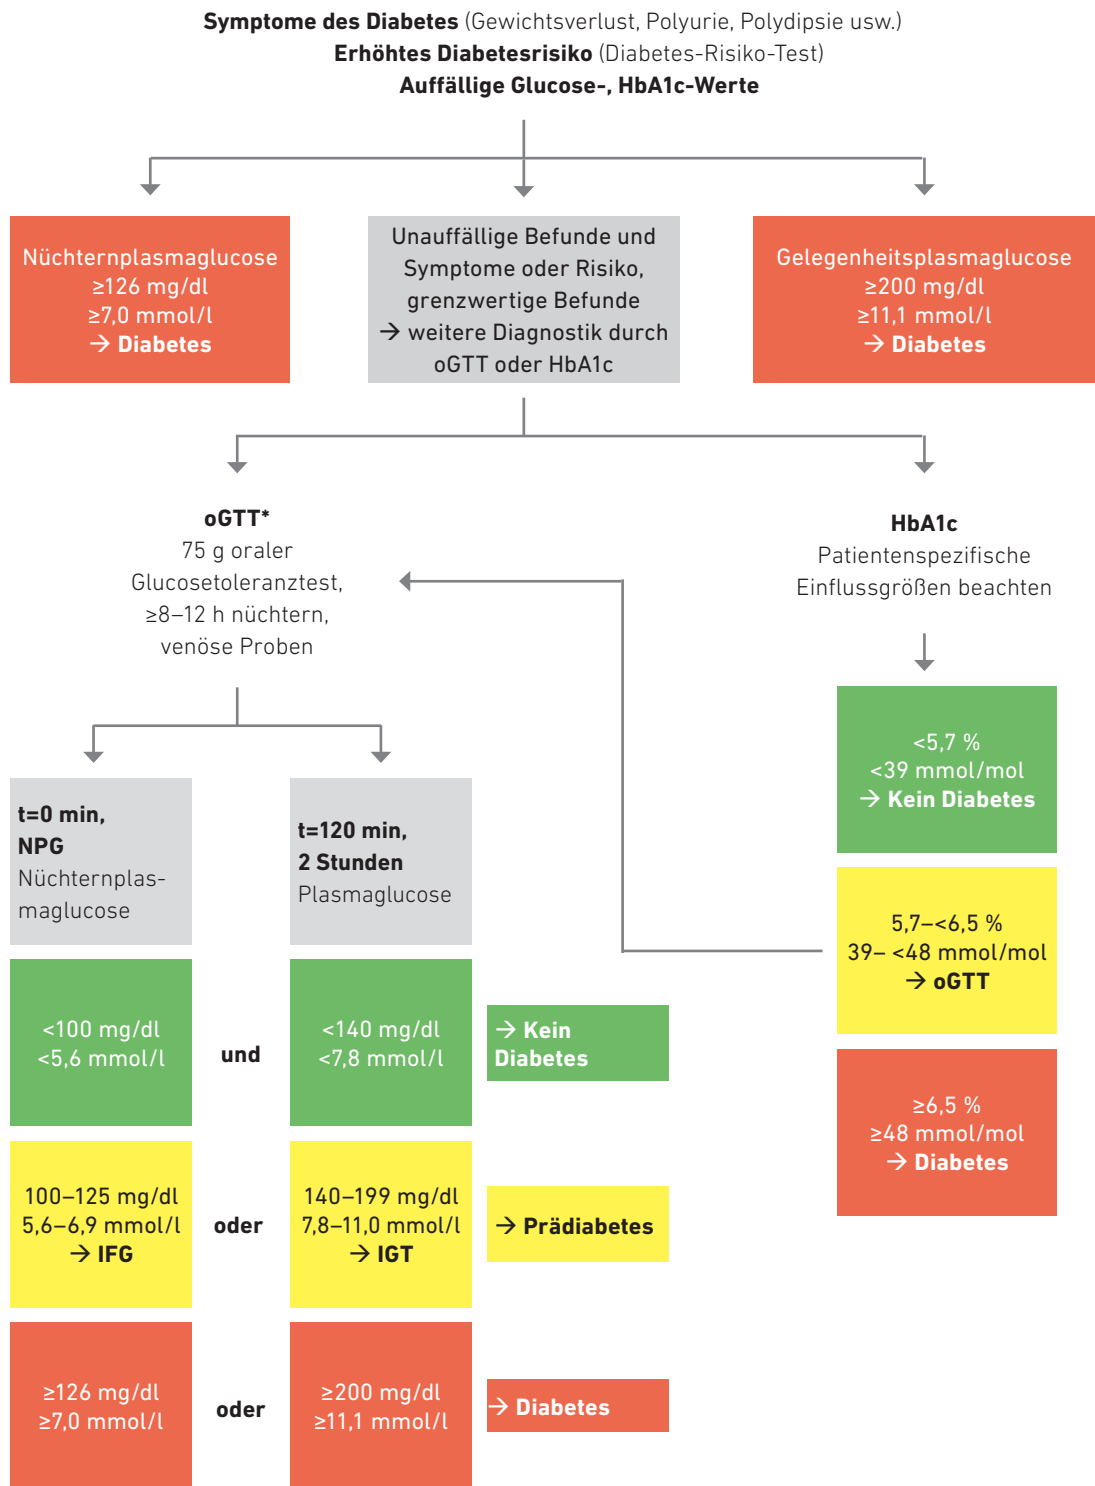 Symptome des Diabetes (Gewichtsverlust, Polyurie, Polydipsie usw.)
Erhöhtes Diabetesrisiko (Diabetes-Risiko-Test)
Auffällige Glucose-, HbA1c-Werte
Nüchternplasmaglucose
≥126 mg/dl
≥7,0 mmol/l
→ Diabetes
Unauffällige Befunde und
Symptome oder Risiko,
grenzwertige Befunde
→ weitere Diagnostik durch
oGTT oder HbA1c
Gelegenheitsplasmaglucose
≥200 mg/dl
≥11,1 mmol/l
→ Diabetes
oGTT*
75 g oraler
Glucosetoleranztest,
≥8–12 h nüchtern,
venöse Proben
HbA1c
Patientenspezifische
Einflussgrößen beachten
<5,7 %
<39 mmol/mol
→ Kein Diabetes
5,7–<6,5 %
39– <48 mmol/mol
→ oGTT
≥6,5 %
≥48 mmol/mol
→ Diabetes
t=0 min,
NPG
Nüchternplas-
maglucose
t=120 min,
2 Stunden
Plasmaglucose
<100 mg/dl
<5,6 mmol/l
und
<140 mg/dl
<7,8 mmol/l
→ Kein
Diabetes
100–125 mg/dl
5,6–6,9 mmol/l
→ IFG
oder
140–199 mg/dl
7,8–11,0 mmol/l
→ IGT
→ Prädiabetes
≥126 mg/dl
≥7,0 mmol/l
oder
≥200 mg/dl
≥11,1 mmol/l
→ Diabetes